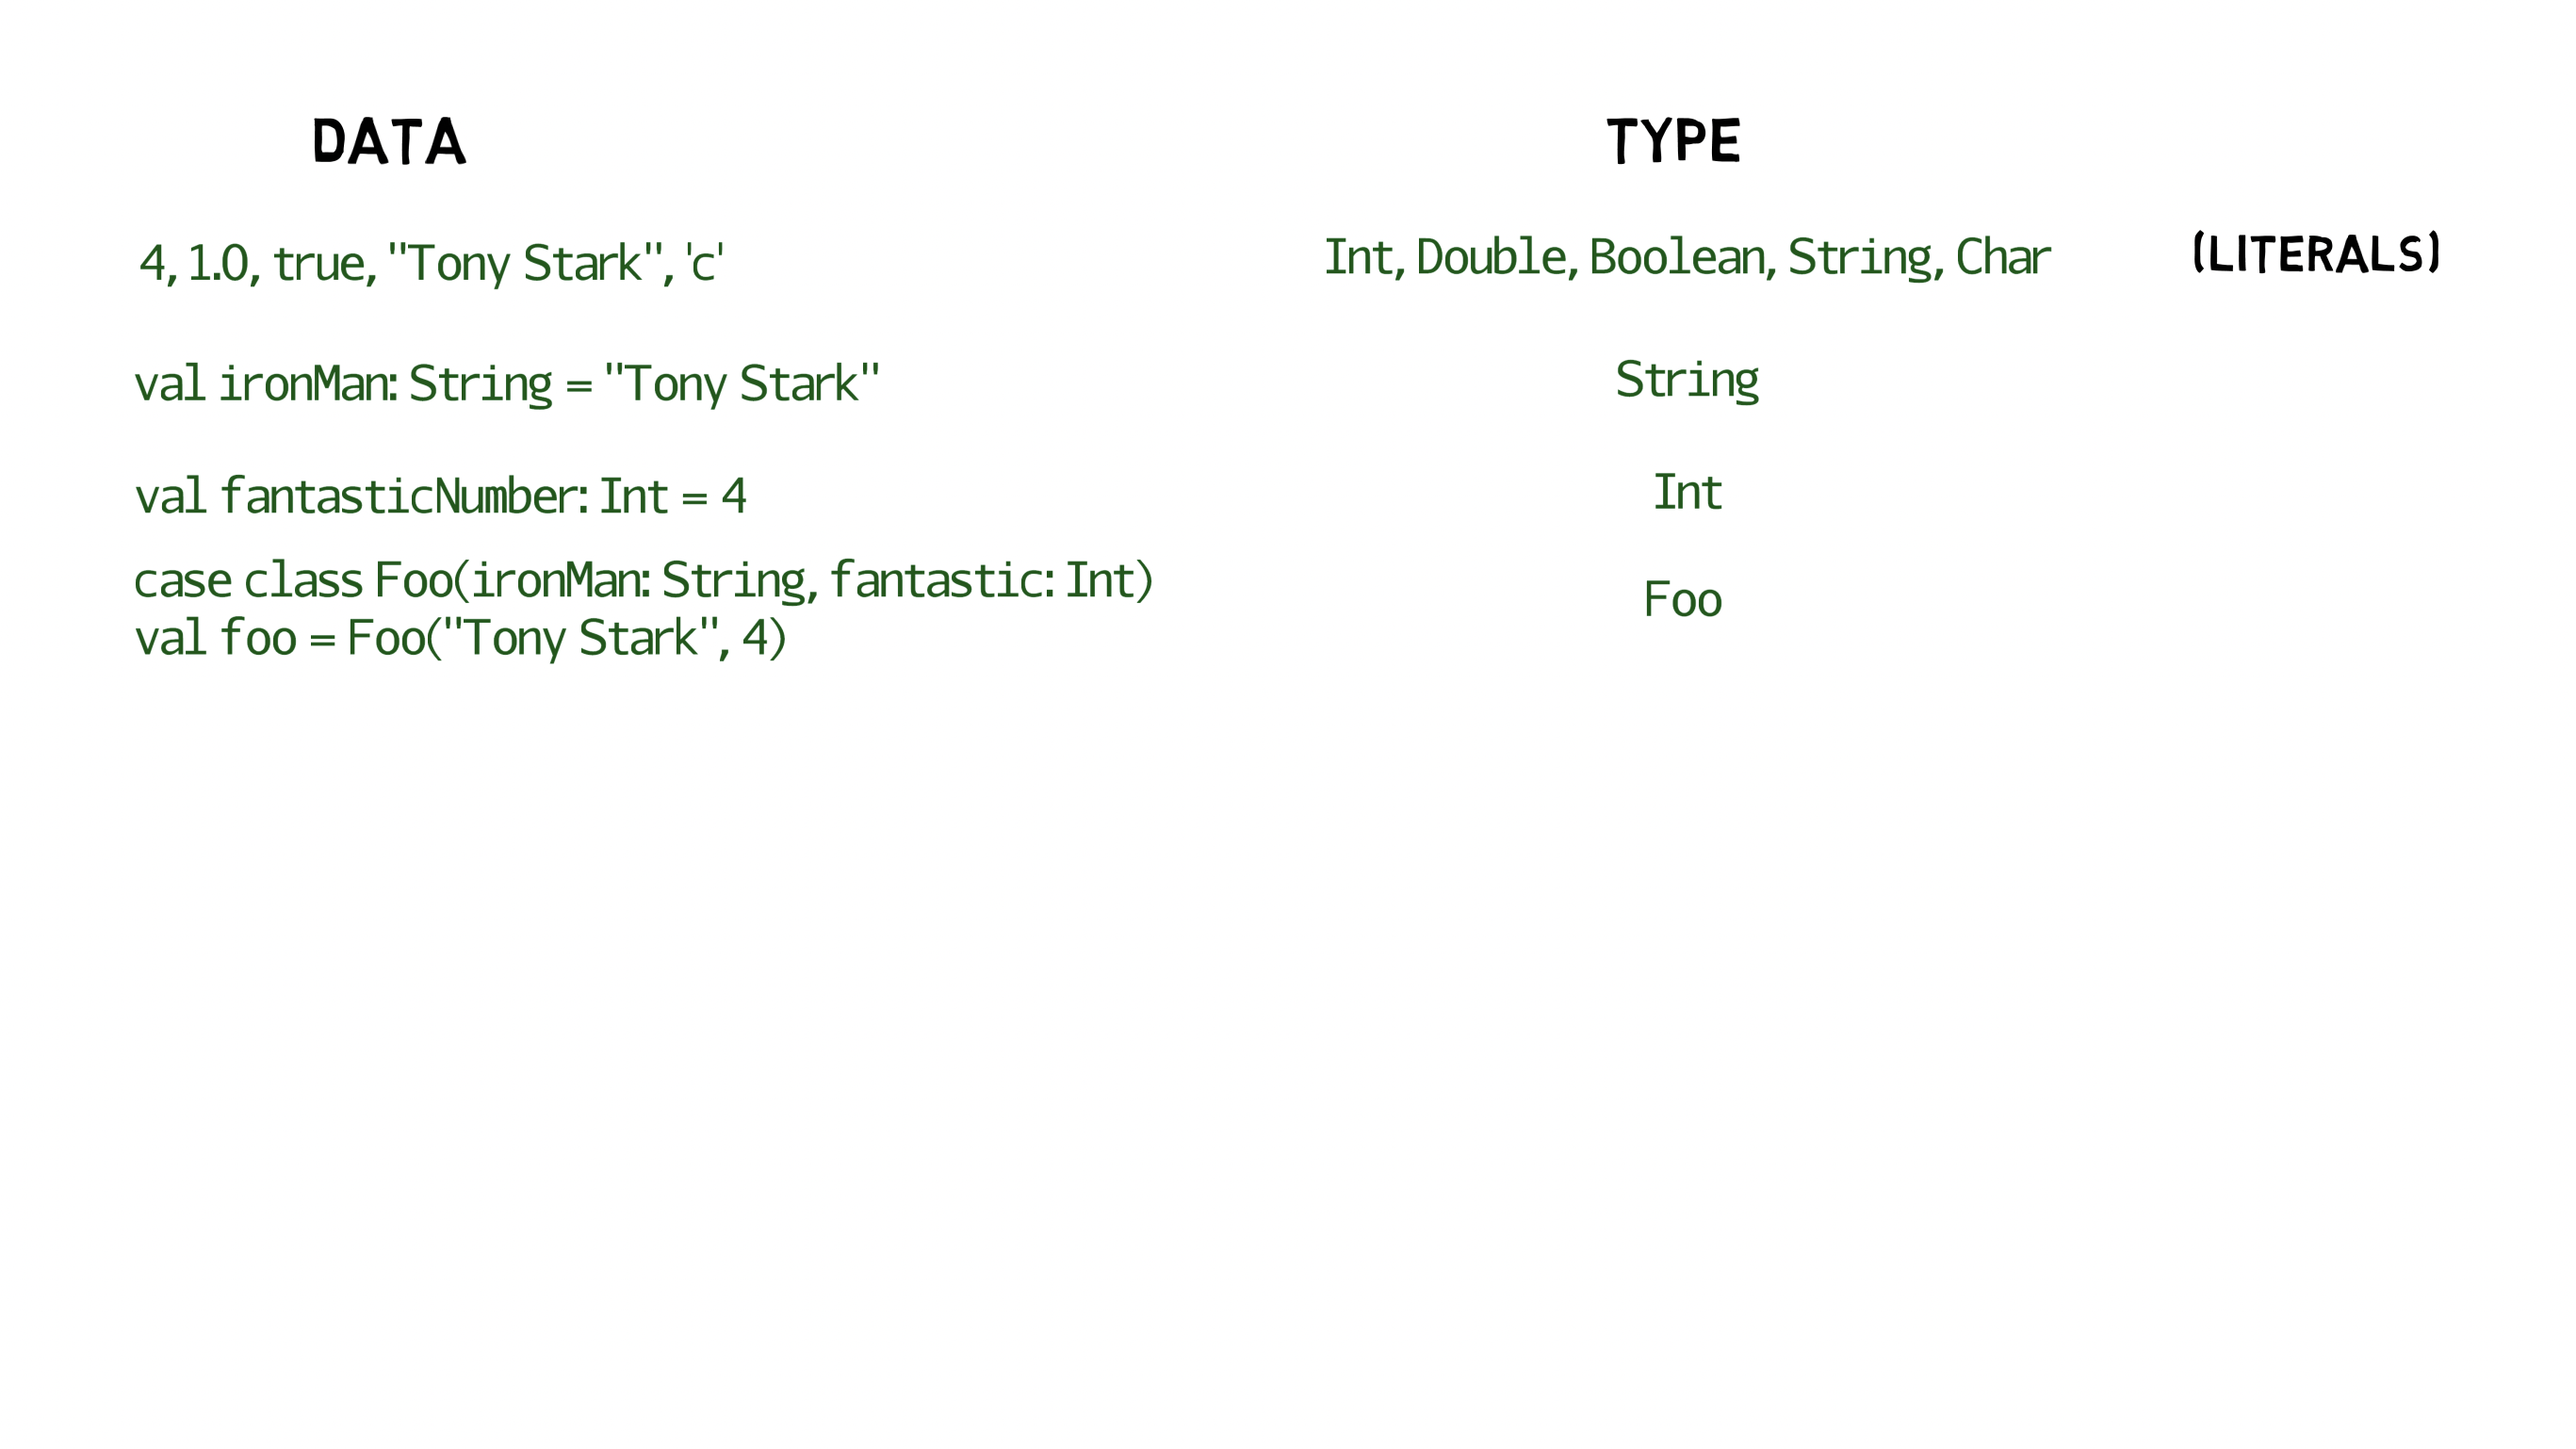 DATA TYPE
4, 1.0, true, "Tony Stark", 'c' Int, Double, Boolean, String, Char (LITERALS)
val ironMan: String = "Tony Stark" String
val fantasticNumber: Int = 4 Int
case class Foo(ironMan: String, fantastic: Int)
val foo = Foo("Tony Stark", 4)
Foo